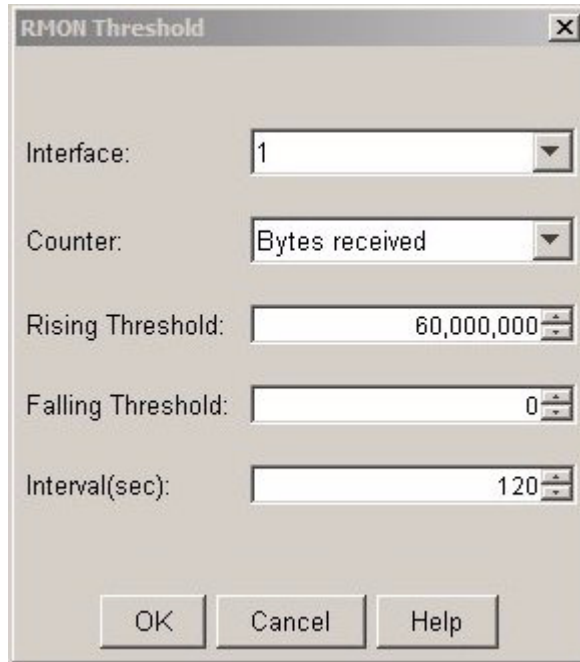 RMON Threshold
Interface: 1
Counter: Bytes received
Rising Threshold: 60,000,000
Falling Threshold: 0
Interval(sec): 120
OK Cancel Help